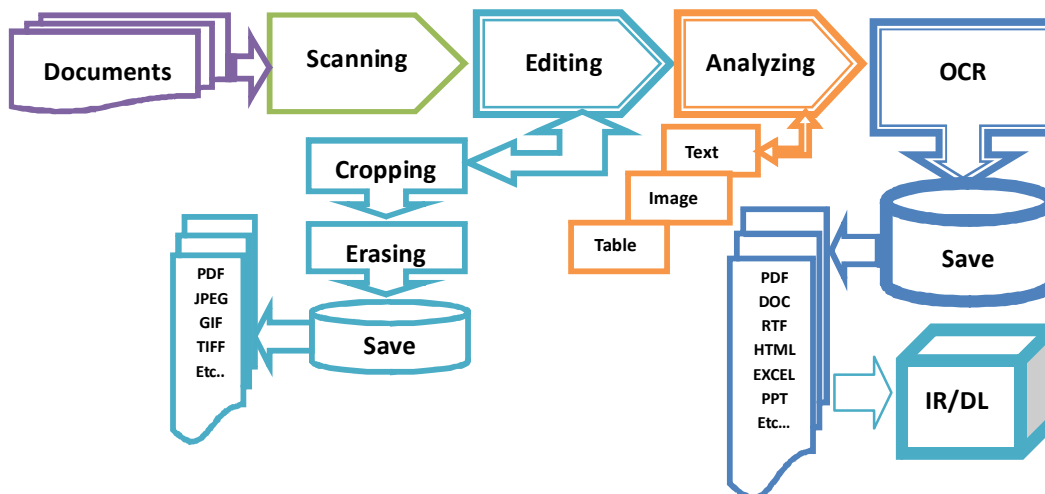 Documents
Scanning
Editing
Analyzing
OCR
Cropping
Erasing
Save
PDF
JPEG
GIF
TIFF
Etc..
Text
Image
Table
Save
PDF
DOC
RTF
HTML
EXCEL
PPT
Etc...
IR/DL